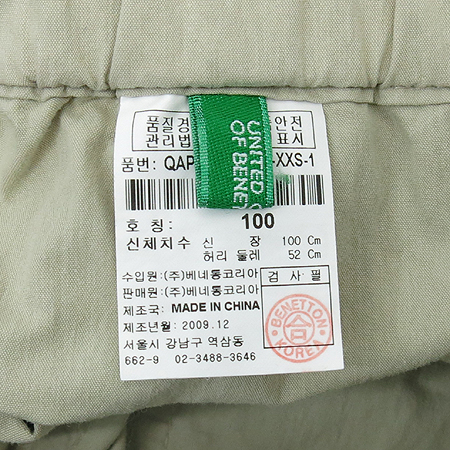 UNITED
OF BENE
품질경 안전
관리법 표시
품번: QAP XXS-1
호 칭: 100
신체치수 신 장 100 Cm
허리 둘레 52 Cm
수입원: (주)베네통코리아
판매원: (주)베네통코리아
제조국: MADE IN CHINA
제조년월: 2009.12
서울시 강남구 역삼동
662-9 02-3488-3646
검 사 필
BENETTON
合
KOREA